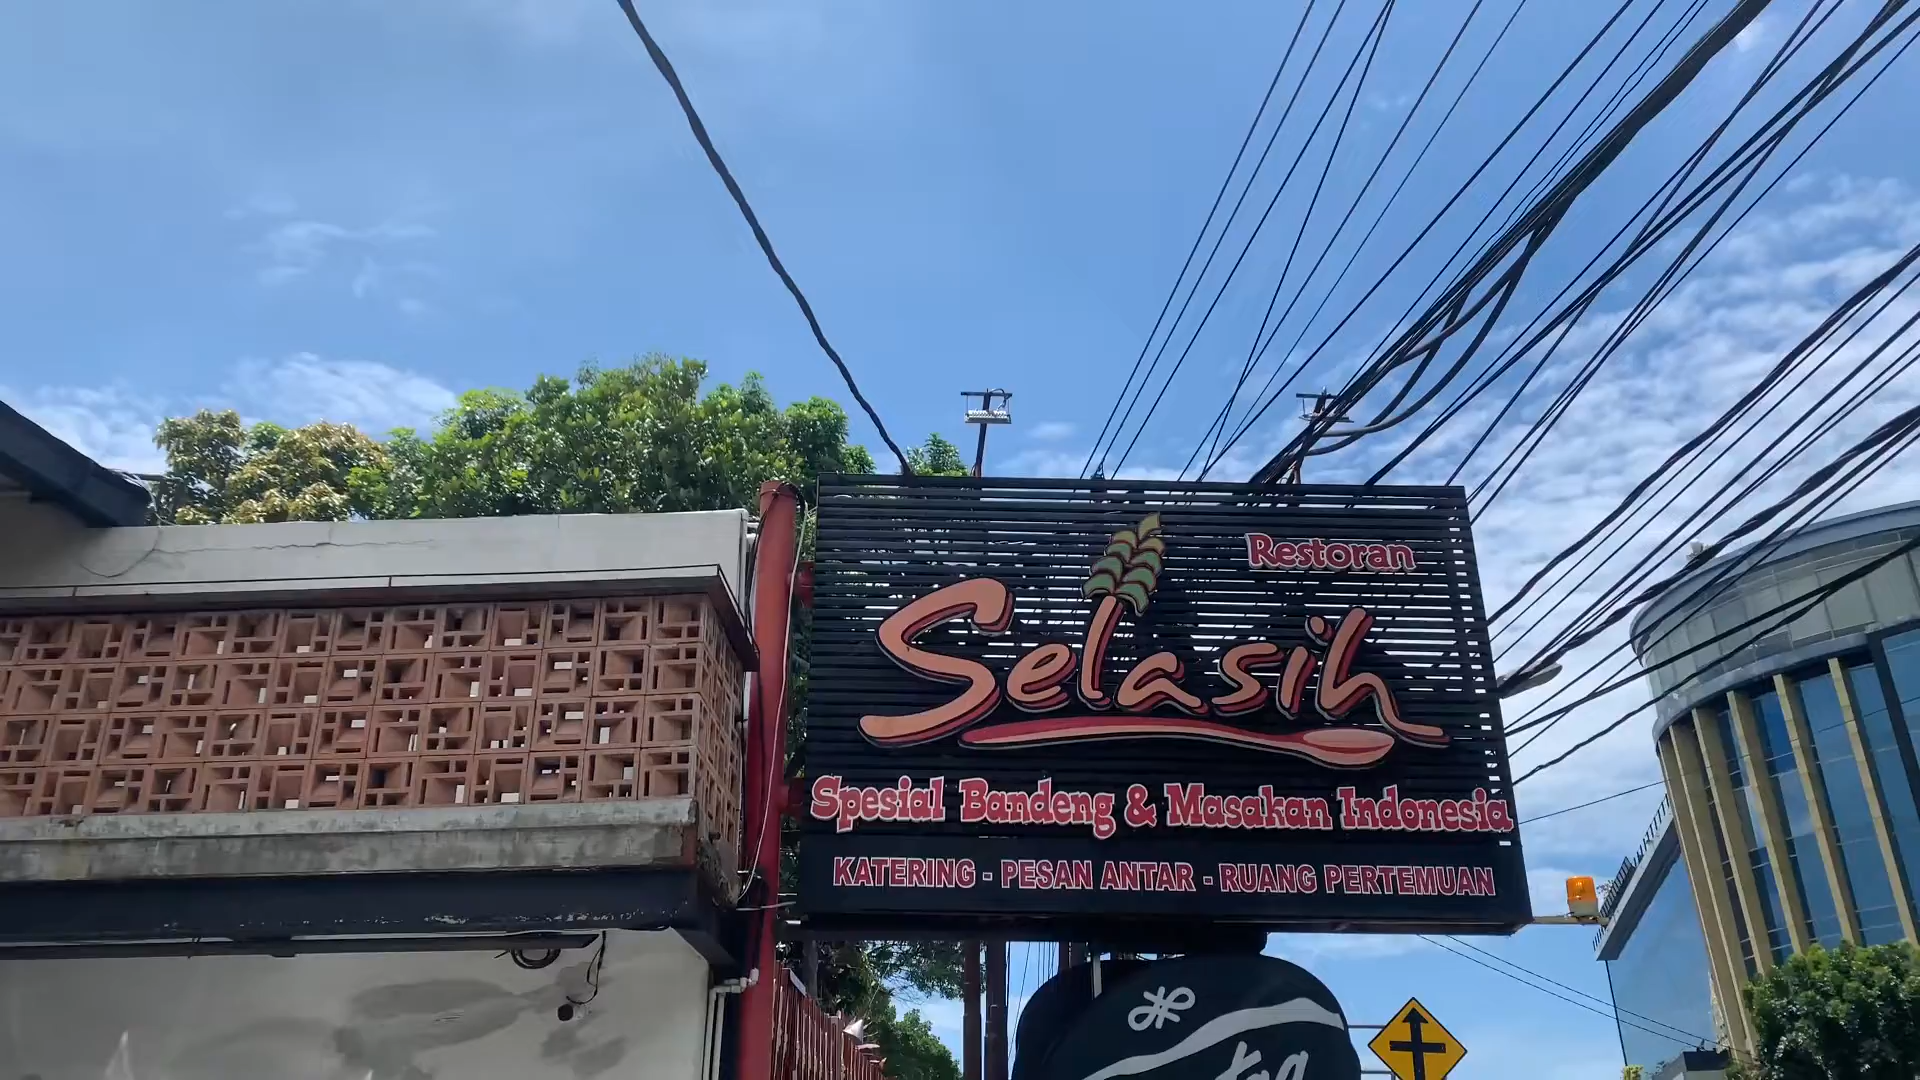 Restoran
Selasih
Spesial Bandeng & Masakan Indonesia
KATERING - PESAN ANTAR - RUANG PERTEMUAN